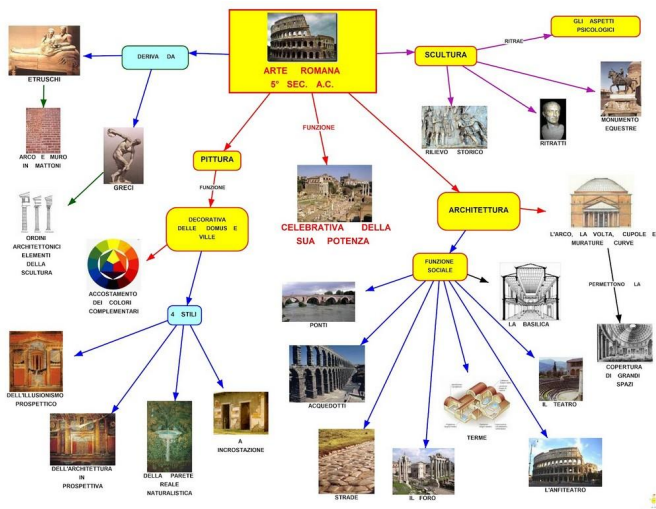 ARTE ROMANA
5° SEC. A.C.
DERIVA DA
ETRUSCHI
ARCO E MURO
IN MATTONI
GRECI
ORDINI
ARCHITETTONICI
ELEMENTI
DELLA
SCULTURA
PITTURA
FUNZIONE
DECORATIVA
DELLE DOMUS E
VILLE
ACCOSTAMENTO
DEI COLORI
COMPLEMENTARI
4 STILI
DELL'ILLUSIONISMO
PROSPETTICO
DELL'ARCHITETTURA
IN
PROSPETTIVA
DELLA PARETE
REALE
NATURALISTICA
A
INCROSTAZIONE
FUNZIONE
CELEBRATIVA DELLA
SUA POTENZA
SCULTURA
RITRAE
GLI ASPETTI
PSICOLOGICI
RILIEVO STORICO
RITRATTI
MONUMENTO
EQUESTRE
ARCHITETTURA
L'ARCO, LA VOLTA, CUPOLE E
MURATURE CURVE
PERMETTONO LA
COPERTURA
DI GRANDI
SPAZI
FUNZIONE
SOCIALE
PONTI
ACQUEDOTTI
STRADE
IL FORO
TERME
L'ANFITEATRO
IL TEATRO
LA BASILICA